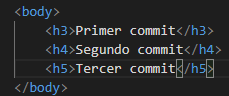 <body>
<h3>Primer commit</h3>
<h4>Segundo commit</h4>
<h5>Tercer commit</h5>
</body>